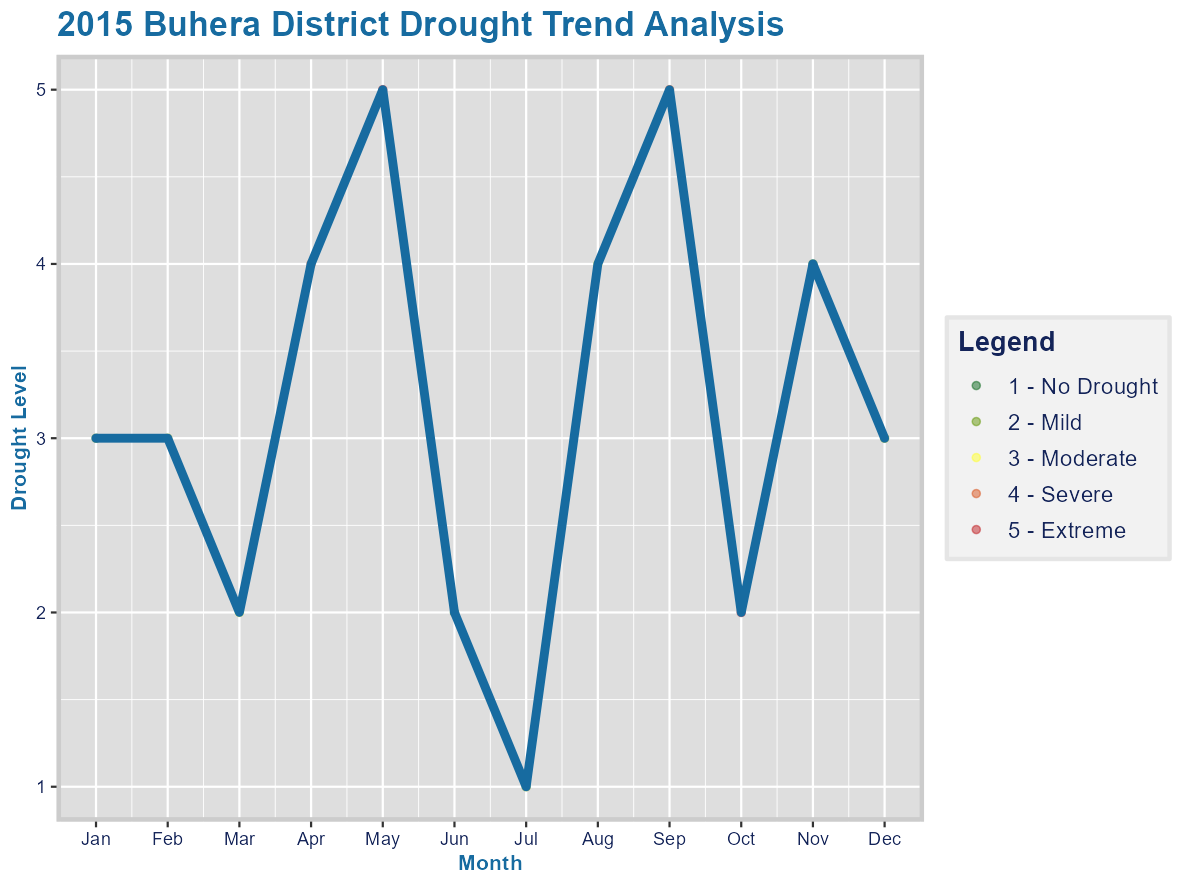 2015 Buhera District Drought Trend Analysis
5
4
3
2
1
Drought Level
Jan Feb Mar Apr May Jun Jul Aug Sep Oct Nov Dec
Month
Legend
1 - No Drought
2 - Mild
3 - Moderate
4 - Severe
5 - Extreme